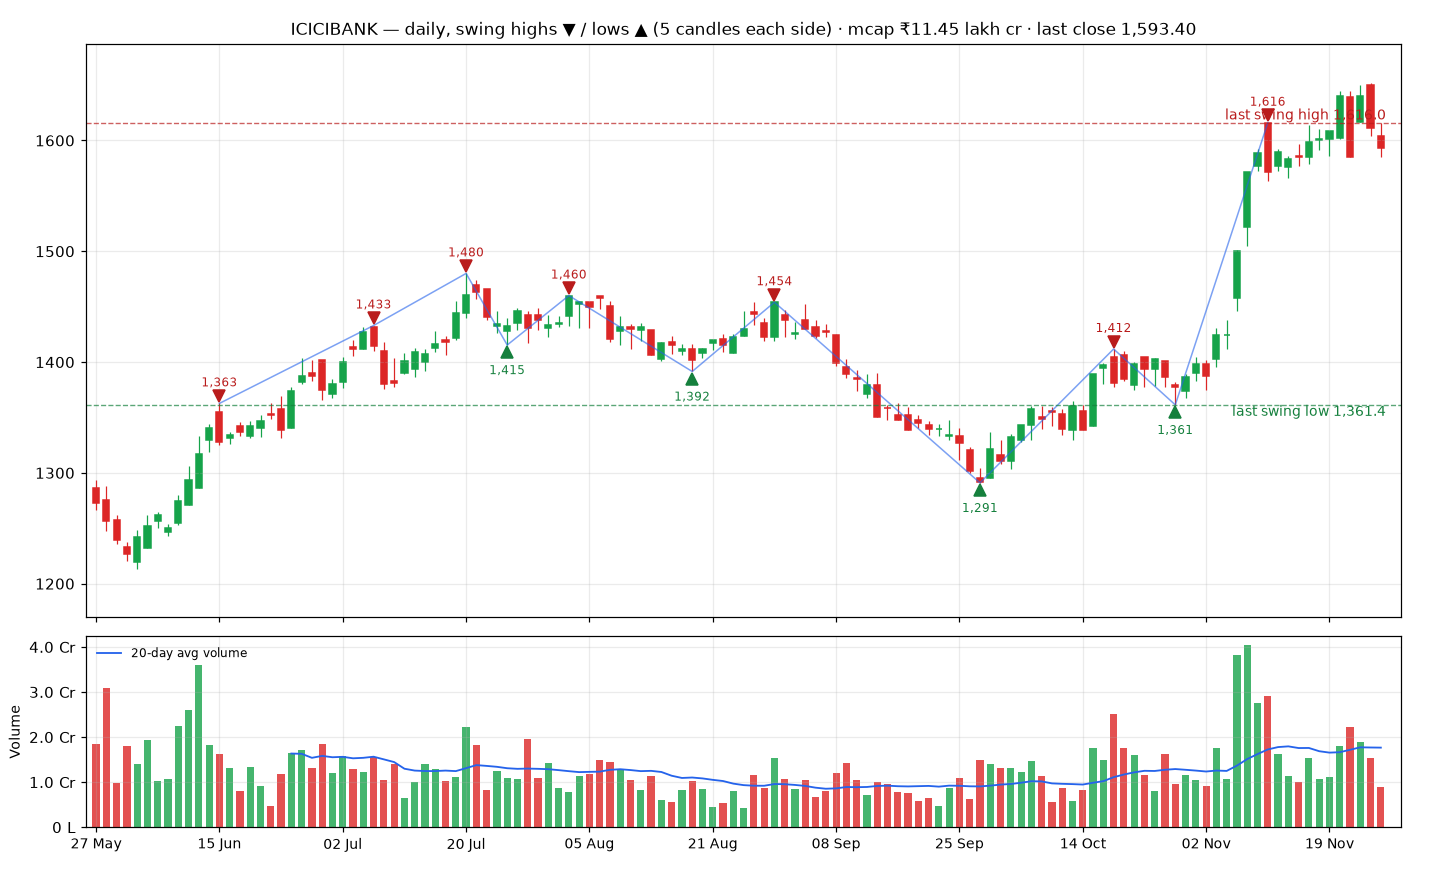 ICICIBANK — daily, swing highs ▼ / lows ▲ (5 candles each side) · mcap ₹11.45 lakh cr · last close 1,593.40
1,616
last swing high 1,616.0
1600
1500
1,480
1,460
1,454
1,433
1,412
1400
1,415
1,392
1,363
last swing low 1,361.4
1,361
1300
1,291
1200
4.0 Cr
20-day avg volume
3.0 Cr
2.0 Cr
1.0 Cr
0 L
Volume
27 May
15 Jun
02 Jul
20 Jul
05 Aug
21 Aug
08 Sep
25 Sep
14 Oct
02 Nov
19 Nov